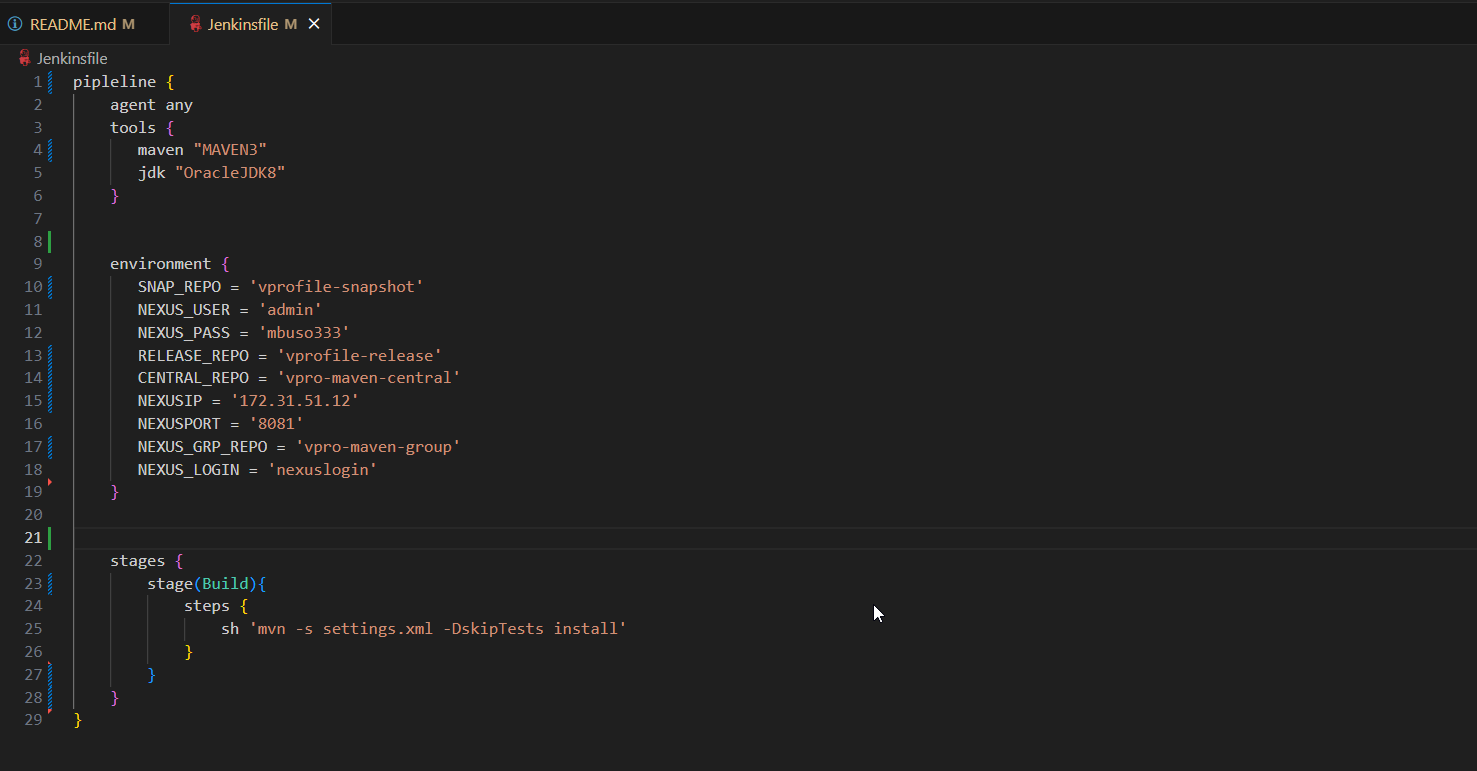 README.md M
Jenkinsfile M
Jenkinsfile
1 pipleline {
2 agent any
3 tools {
4 maven "MAVEN3"
5 jdk "OracleJDK8"
6 }
7
8
9 environment {
10 SNAP_REPO = 'vprofile-snapshot'
11 NEXUS_USER = 'admin'
12 NEXUS_PASS = 'mbuso333'
13 RELEASE_REPO = 'vprofile-release'
14 CENTRAL_REPO = 'vpro-maven-central'
15 NEXUSIP = '172.31.51.12'
16 NEXUSPORT = '8081'
17 NEXUS_GRP_REPO = 'vpro-maven-group'
18 NEXUS_LOGIN = 'nexuslogin'
19 }
20
21
22 stages {
23 stage(Build){
24 steps {
25 sh 'mvn -s settings.xml -DskipTests install'
26 }
27 }
28 }
29 }